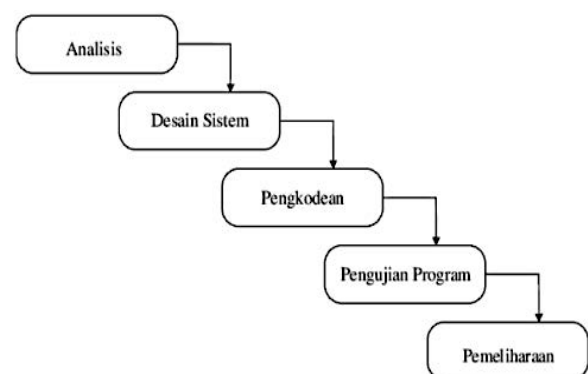 Analisis
Desain Sistem
Pengkodean
Pengujian Program
Pemeliharaan